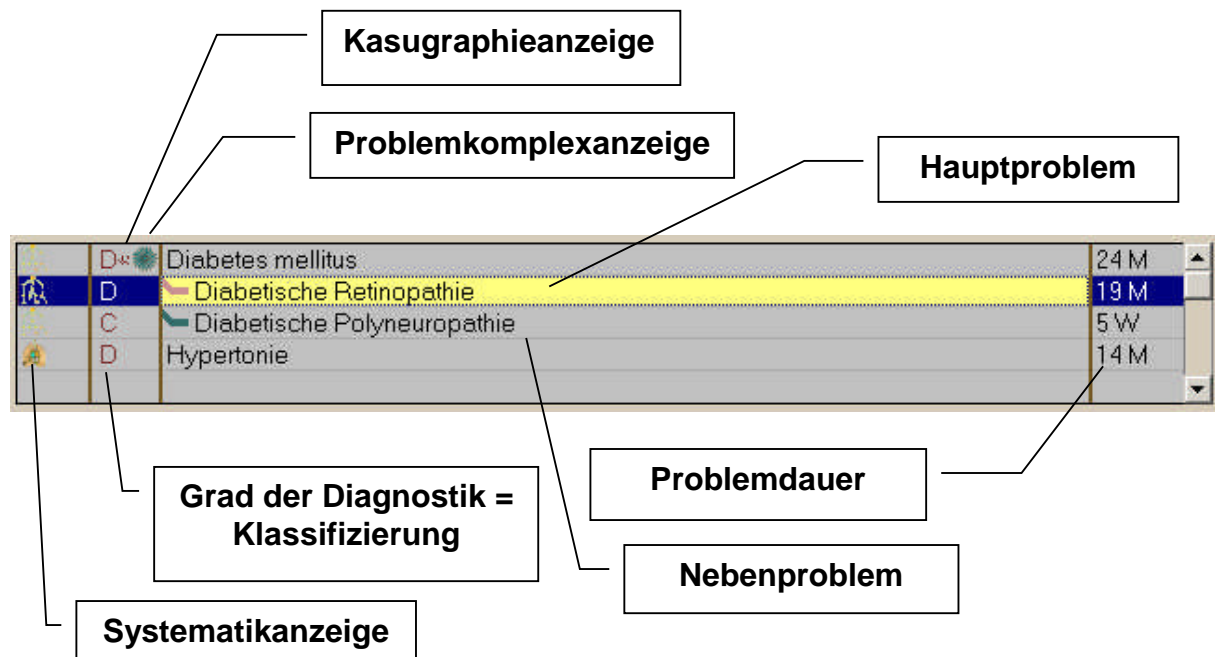 Kasugraphieanzeige
Problemkomplexanzeige
Hauptproblem
D Diabetes mellitus 24 M
D Diabetische Retinopathie 19 M
C Diabetische Polyneuropathie 5 W
D Hypertonie 14 M
Grad der Diagnostik =
Klassifizierung
Problemdauer
Nebenproblem
Systematikanzeige